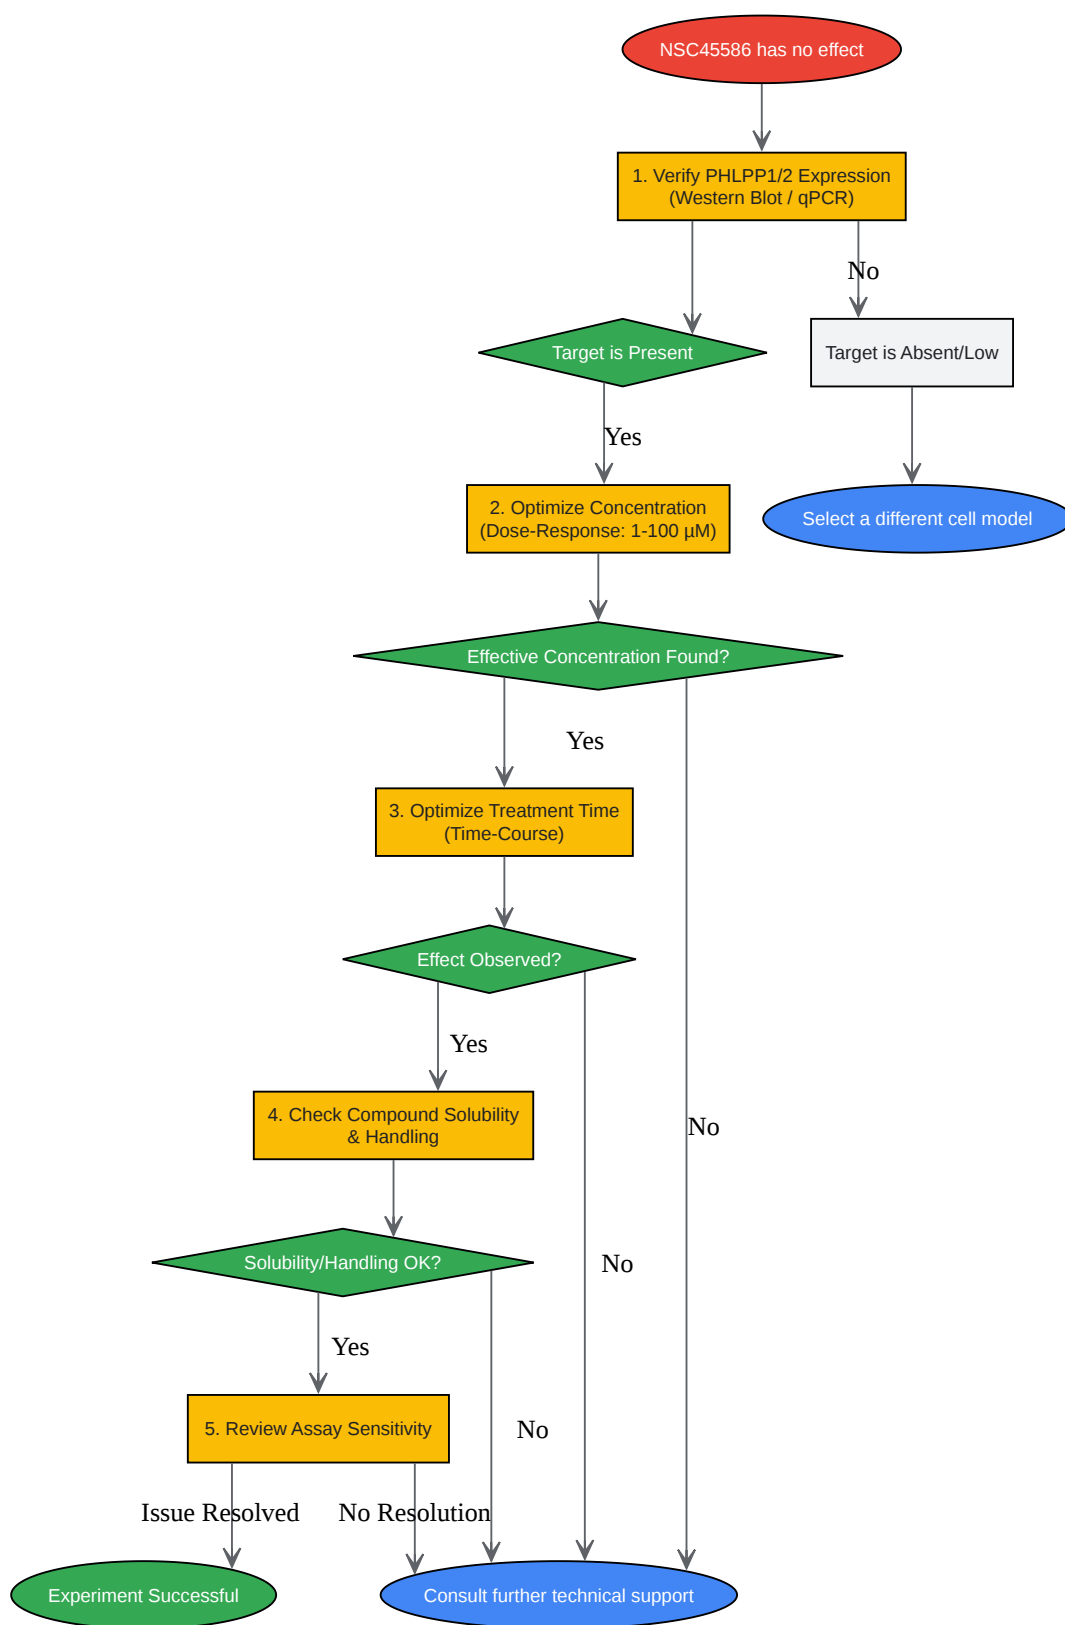 NSC45586 has no effect
1. Verify PHLPP1/2 Expression
(Western Blot / qPCR)
No
Target is Present
Target is Absent/Low
Yes
2. Optimize Concentration
(Dose-Response: 1-100 µM)
Select a different cell model
Effective Concentration Found?
Yes
3. Optimize Treatment Time
(Time-Course)
Effect Observed?
Yes
4. Check Compound Solubility
& Handling
No
Solubility/Handling OK?
No
Yes
5. Review Assay Sensitivity
No
Issue Resolved
No Resolution
Experiment Successful
Consult further technical support